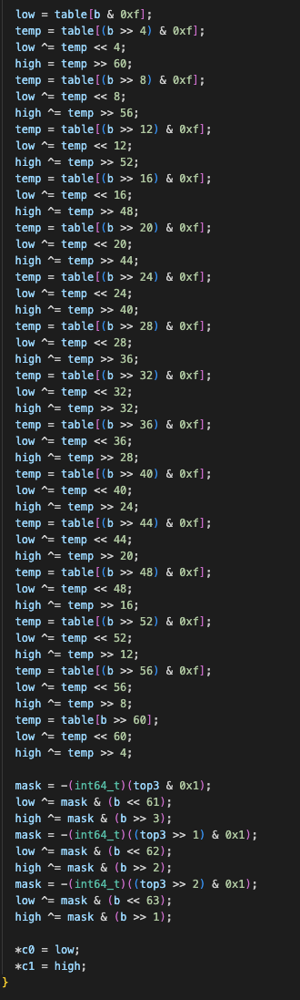 low = table[b & 0xf];
temp = table[(b >> 4) & 0xf];
low ^= temp << 4;
high = temp >> 60;
temp = table[(b >> 8) & 0xf];
low ^= temp << 8;
high ^= temp >> 56;
temp = table[(b >> 12) & 0xf];
low ^= temp << 12;
high ^= temp >> 52;
temp = table[(b >> 16) & 0xf];
low ^= temp << 16;
high ^= temp >> 48;
temp = table[(b >> 20) & 0xf];
low ^= temp << 20;
high ^= temp >> 44;
temp = table[(b >> 24) & 0xf];
low ^= temp << 24;
high ^= temp >> 40;
temp = table[(b >> 28) & 0xf];
low ^= temp << 28;
high ^= temp >> 36;
temp = table[(b >> 32) & 0xf];
low ^= temp << 32;
high ^= temp >> 32;
temp = table[(b >> 36) & 0xf];
low ^= temp << 36;
high ^= temp >> 28;
temp = table[(b >> 40) & 0xf];
low ^= temp << 40;
high ^= temp >> 24;
temp = table[(b >> 44) & 0xf];
low ^= temp << 44;
high ^= temp >> 20;
temp = table[(b >> 48) & 0xf];
low ^= temp << 48;
high ^= temp >> 16;
temp = table[(b >> 52) & 0xf];
low ^= temp << 52;
high ^= temp >> 12;
temp = table[(b >> 56) & 0xf];
low ^= temp << 56;
high ^= temp >> 8;
temp = table[b >> 60];
low ^= temp << 60;
high ^= temp >> 4;

mask = -(int64_t)(top3 & 0x1);
low ^= mask & (b << 61);
high ^= mask & (b >> 3);
mask = -(int64_t)((top3 >> 1) & 0x1);
low ^= mask & (b << 62);
high ^= mask & (b >> 2);
mask = -(int64_t)((top3 >> 2) & 0x1);
low ^= mask & (b << 63);
high ^= mask & (b >> 1);

*c0 = low;
*c1 = high;
}